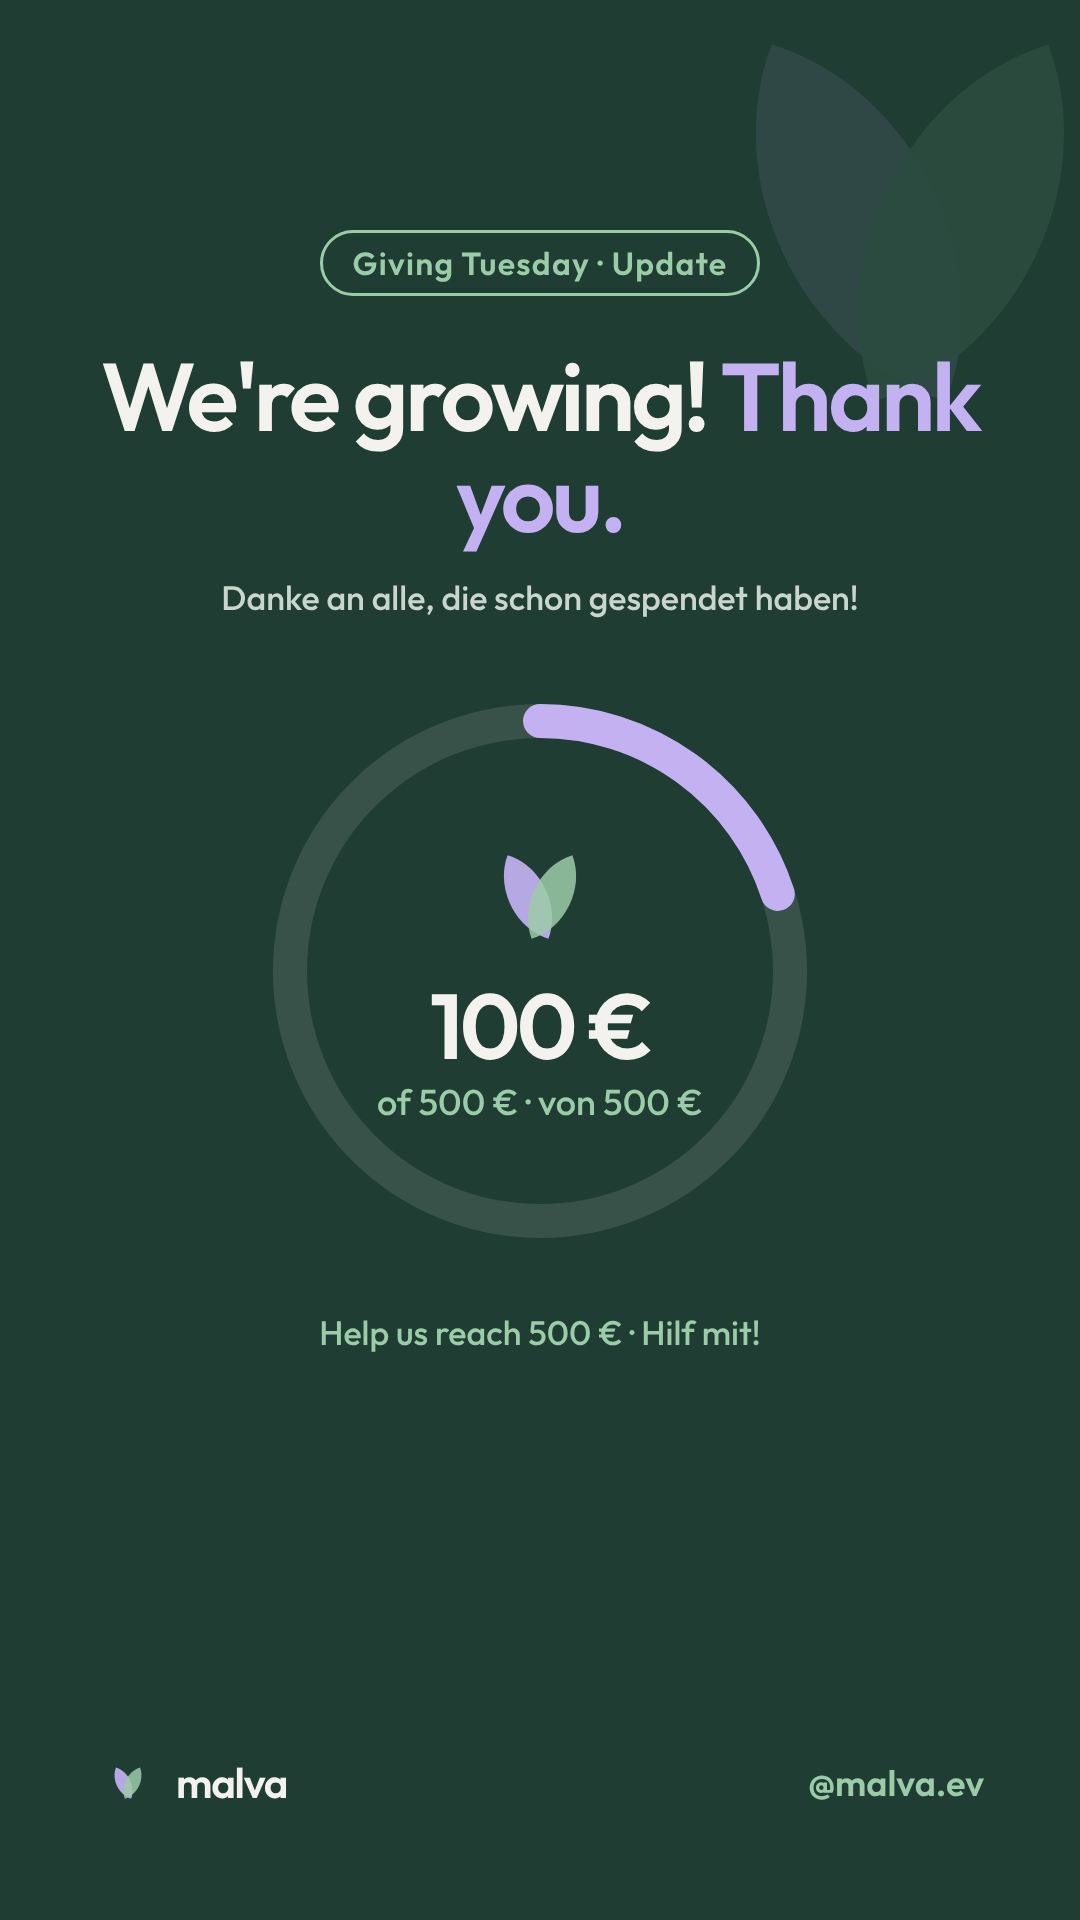 Giving Tuesday · Update
We're growing! Thank
you.
Danke an alle, die schon gespendet haben!
100 €
of 500 € · von 500 €
Help us reach 500 € · Hilf mit!
malva
@malva.ev